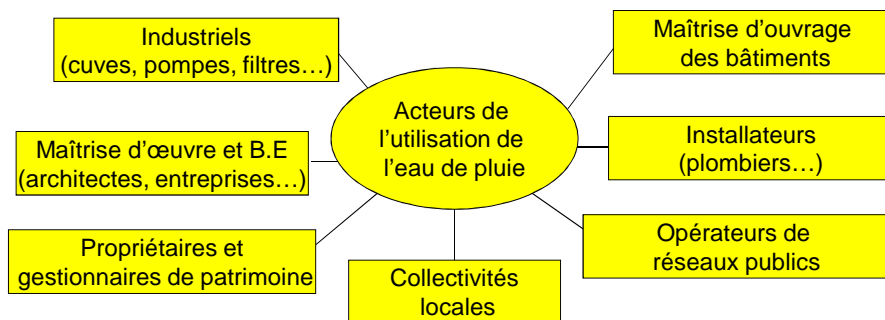 Industriels
(cuves, pompes, filtres…)
Maîtrise d’ouvrage
des bâtiments
Acteurs de
l’utilisation de
l’eau de pluie
Maîtrise d’œuvre et B.E
(architectes, entreprises…)
Installateurs
(plombiers…)
Propriétaires et
gestionnaires de patrimoine
Collectivités
locales
Opérateurs de
réseaux publics